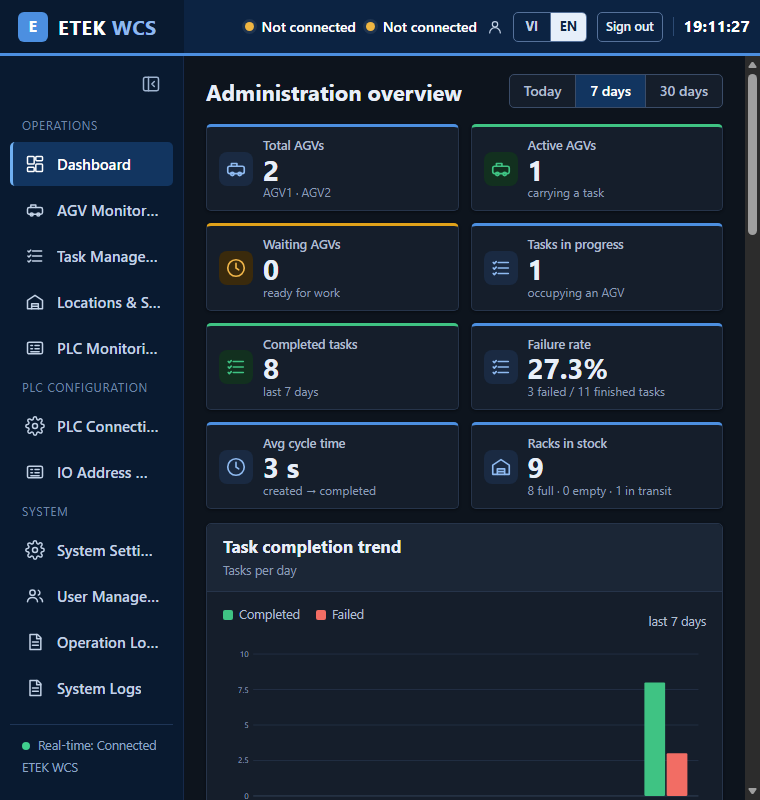 E ETEK WCS
Not connected Not connected VI EN Sign out 19:11:27
OPERATIONS
Dashboard
AGV Monitor...
Task Manage...
Locations & S...
PLC Monitori...
PLC CONFIGURATION
PLC Connecti...
IO Address ...
SYSTEM
System Setti...
User Manage...
Operation Lo...
System Logs
Real-time: Connected
ETEK WCS
Administration overview
Today 7 days 30 days
Total AGVs
2
AGV1 · AGV2
Active AGVs
1
carrying a task
Waiting AGVs
0
ready for work
Tasks in progress
1
occupying an AGV
Completed tasks
8
last 7 days
Failure rate
27.3%
3 failed / 11 finished tasks
Avg cycle time
3 s
created → completed
Racks in stock
9
8 full · 0 empty · 1 in transit
Task completion trend
Tasks per day
Completed Failed
last 7 days
10
7.5
5
2.5
0